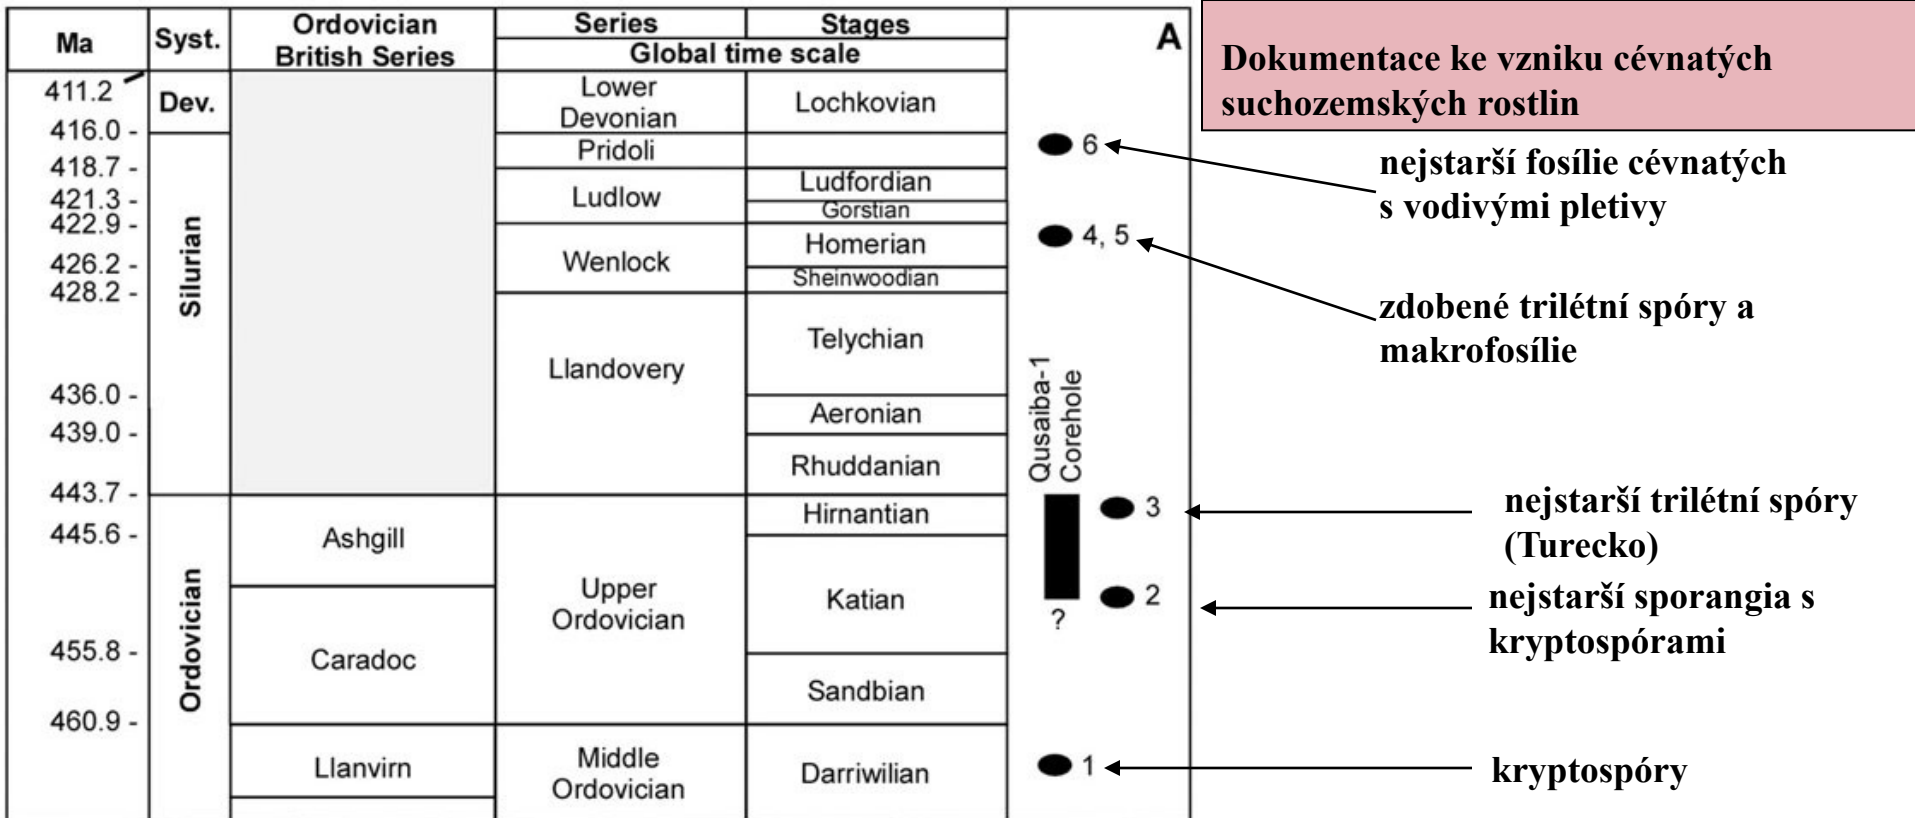 Ma
Syst.
Ordovician
British Series
Series
Stages
Global time scale
A
411.2
416.0 -
418.7 -
421.3 -
422.9 -
426.2 -
428.2 -
436.0 -
439.0 -
443.7 -
445.6 -
455.8 -
460.9 -
Dev.
Silurian
Ordovician
Ashgill
Caradoc
Llanvirn
Lower
Devonian
Pridoli
Ludlow
Wenlock
Llandovery
Upper
Ordovician
Middle
Ordovician
Lochkovian
Ludfordian
Gorstian
Homerian
Sheinwoodian
Telychian
Aeronian
Rhuddanian
Hirnantian
Katian
Sandbian
Darriwilian
6
4, 5
Qusaiba-1
Corehole
3
2
?
1
Dokumentace ke vzniku cévnatých
suchozemských rostlin
nejstarší fosílie cévnatých
s vodivými pletivy
zdobené trilétní spóry a
makrofosílie
nejstarší trilétní spóry
(Turecko)
nejstarší sporangia s
kryptospórami
kryptospóry